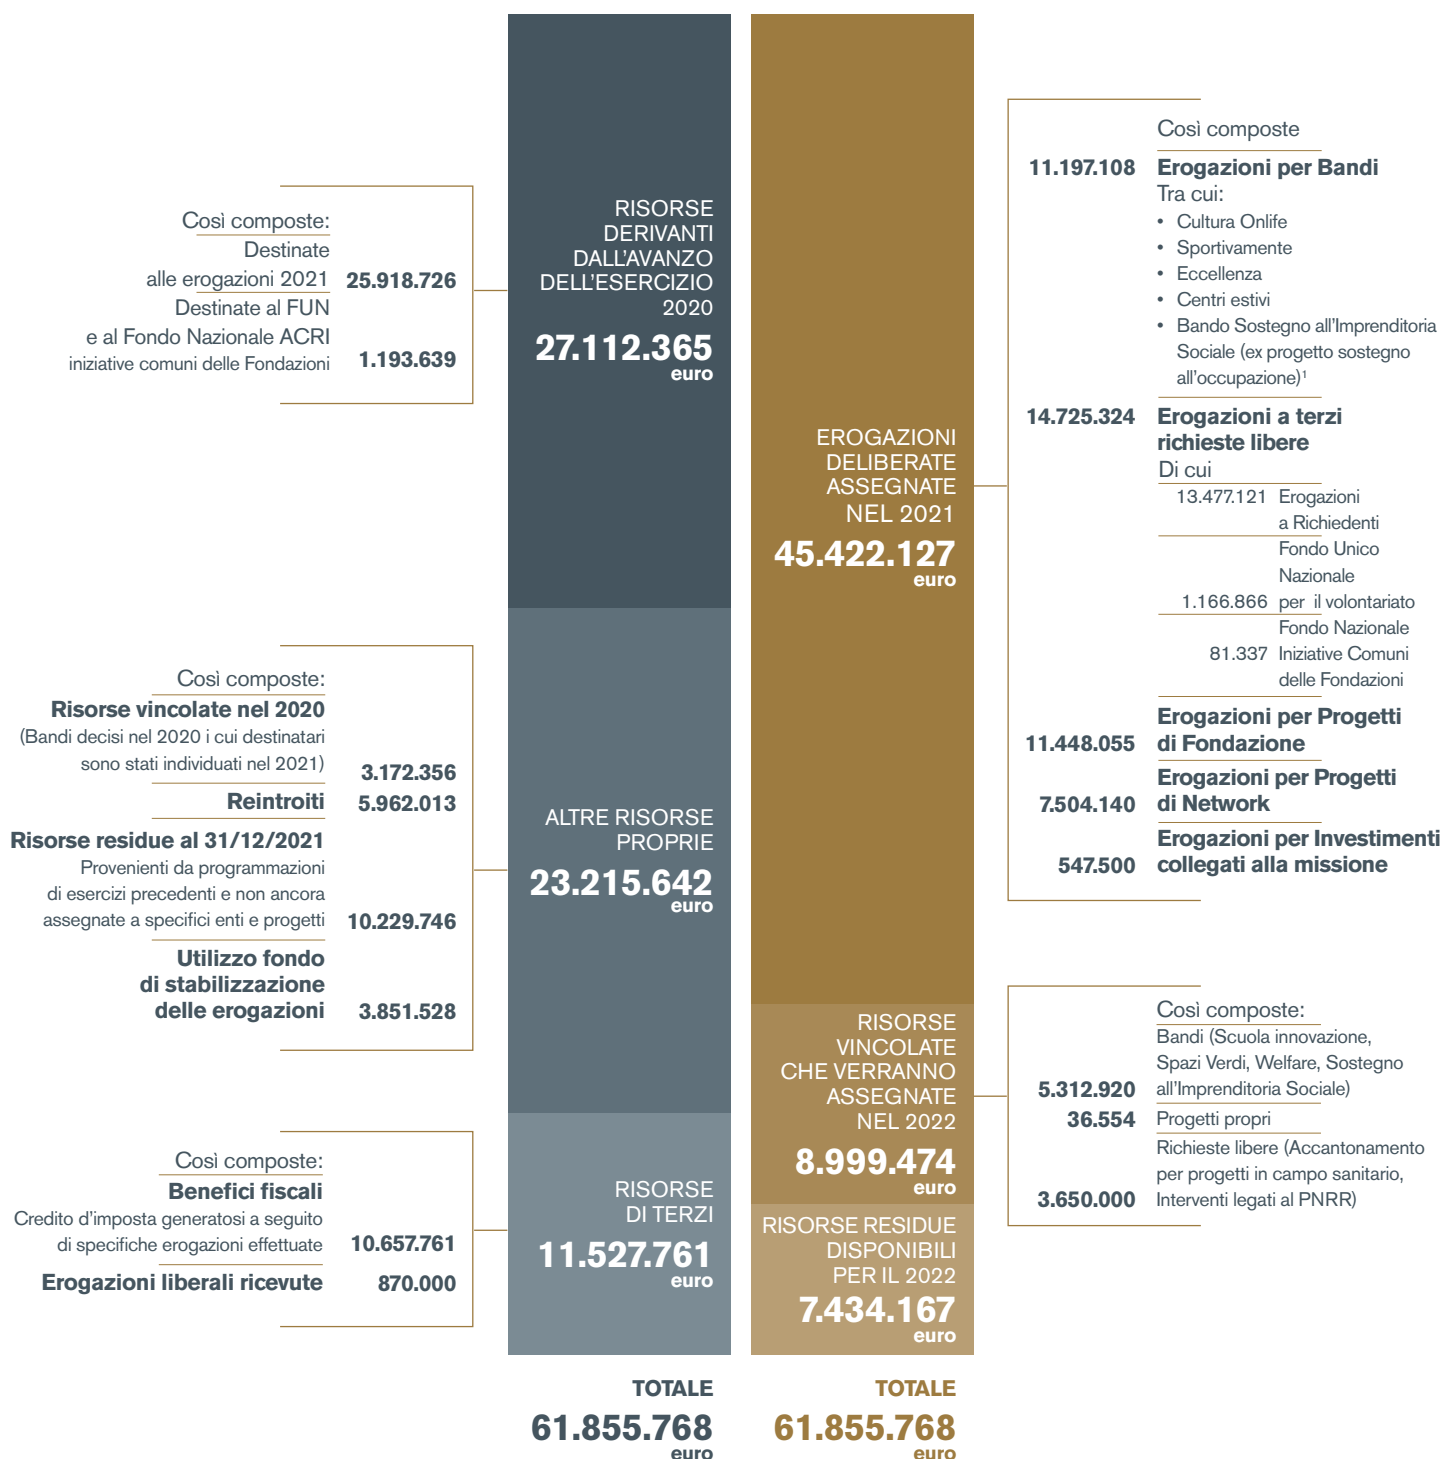 Così composte:
Destinate
alle erogazioni 2021 25.918.726
Destinate al FUN
e al Fondo Nazionale ACRI
iniziative comuni delle Fondazioni 1.193.639
RISORSE
DERIVANTI
DALL'AVANZO
DELL'ESERCIZIO
2020
27.112.365
euro
Così composte:
Risorse vincolate nel 2020
(Bandi decisi nel 2020 i cui destinatari
sono stati individuati nel 2021) 3.172.356
Reintroiti 5.962.013
Risorse residue al 31/12/2021
Provenienti da programmazioni
di esercizi precedenti e non ancora
assegnate a specifici enti e progetti 10.229.746
Utilizzo fondo
di stabilizzazione
delle erogazioni 3.851.528
ALTRE RISORSE
PROPRIE
23.215.642
euro
Così composte:
Benefici fiscali
Credito d'imposta generatosi a seguito
di specifiche erogazioni effettuate 10.657.761
Erogazioni liberali ricevute 870.000
RISORSE
DI TERZI
11.527.761
euro
TOTALE
61.855.768
euro
EROGAZIONI
DELIBERATE
ASSEGNATE
NEL 2021
45.422.127
euro
Così composte
11.197.108 Erogazioni per Bandi
Tra cui:
• Cultura Onlife
• Sportivamente
• Eccellenza
• Centri estivi
• Bando Sostegno all'Imprenditoria
Sociale (ex progetto sostegno
all'occupazione)¹
14.725.324 Erogazioni a terzi
richieste libere
Di cui
13.477.121 Erogazioni
a Richiedenti
Fondo Unico
Nazionale
1.166.866 per il volontariato
Fondo Nazionale
81.337 Iniziative Comuni
delle Fondazioni
Erogazioni per Progetti
11.448.055 di Fondazione
Erogazioni per Progetti
7.504.140 di Network
Erogazioni per Investimenti
547.500 collegati alla missione
RISORSE
VINCOLATE
CHE VERRANNO
ASSEGNATE
NEL 2022
8.999.474
euro
Così composte:
Bandi (Scuola innovazione,
Spazi Verdi, Welfare, Sostegno
5.312.920 all'Imprenditoria Sociale)
36.554 Progetti propri
Richieste libere (Accantonamento
per progetti in campo sanitario,
3.650.000 Interventi legati al PNRR)
RISORSE RESIDUE
DISPONIBILI
PER IL 2022
7.434.167
euro
TOTALE
61.855.768
euro